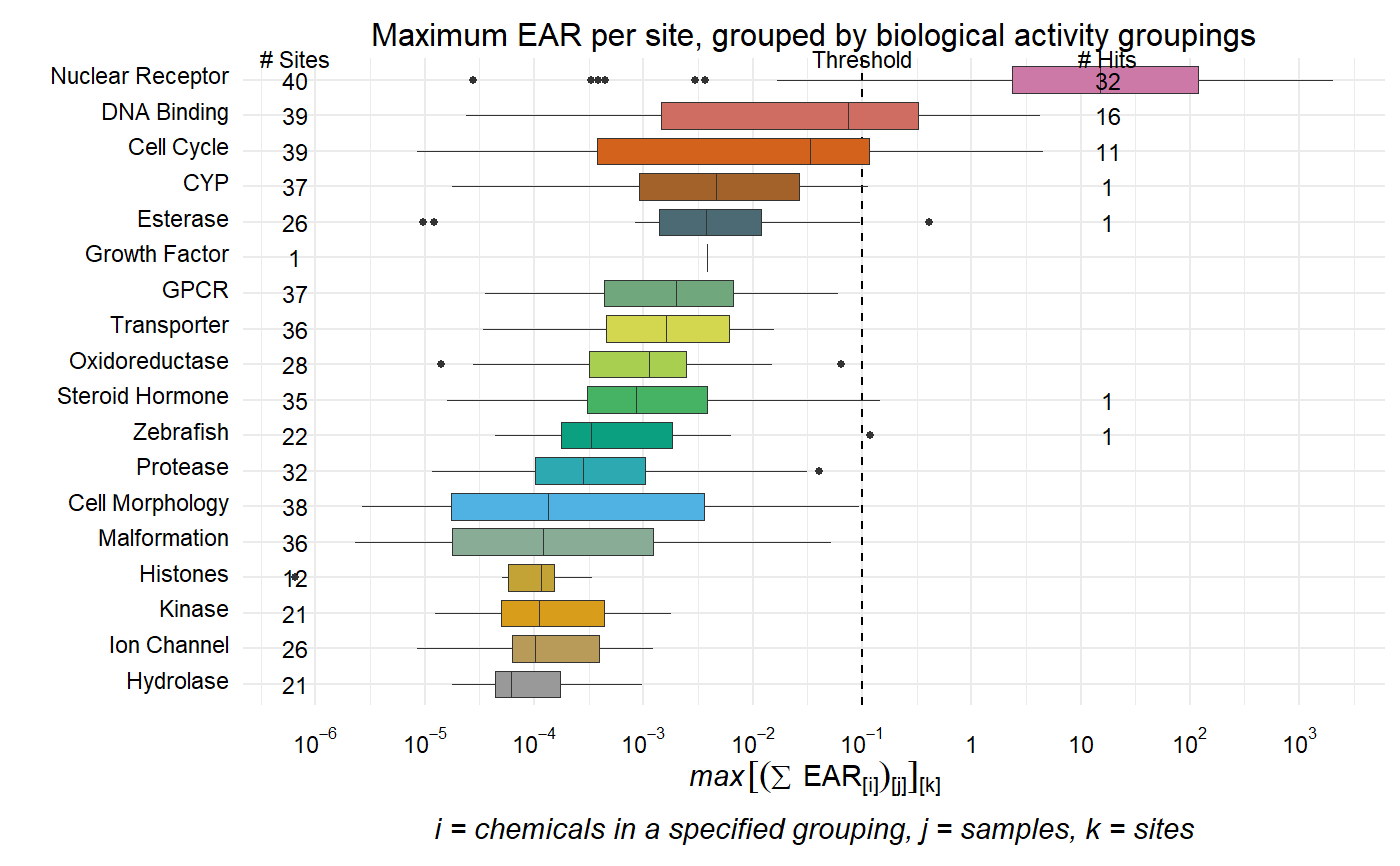 Maximum EAR per site, grouped by biological activity groupings
# Sites Threshold # Hits
Nuclear Receptor 40 32
DNA Binding 39 16
Cell Cycle 39 11
CYP 37 1
Esterase 26 1
Growth Factor 1
GPCR 37
Transporter 36
Oxidoreductase 28
Steroid Hormone 35 1
Zebrafish 22 1
Protease 32
Cell Morphology 38
Malformation 36
Histones 12
Kinase 21
Ion Channel 26
Hydrolase 21
10⁻⁶ 10⁻⁵ 10⁻⁴ 10⁻³ 10⁻² 10⁻¹ 1 10 10² 10³
max[(∑ EAR[i])[j]][k]
i = chemicals in a specified grouping, j = samples, k = sites